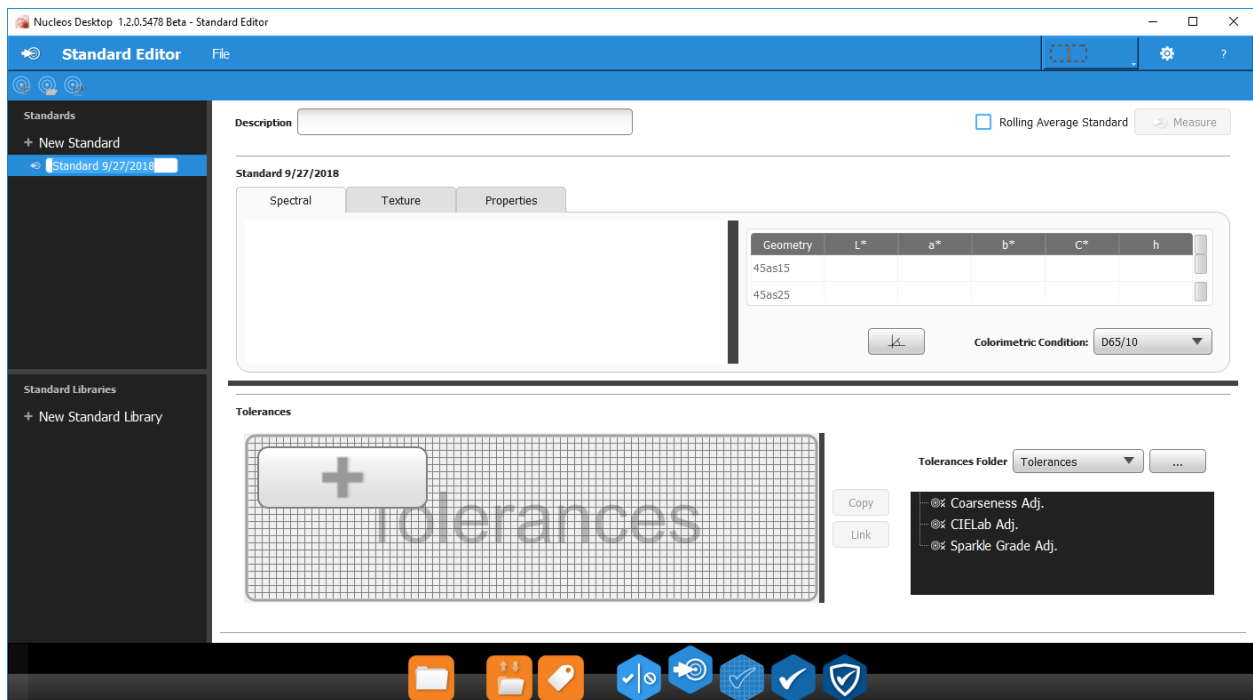 Nucleos Desktop 1.2.0.5478 Beta - Standard Editor
Standard Editor File ?
Standards
+ New Standard
Standard 9/27/2018
Description
Rolling Average Standard
Measure
Standard 9/27/2018
Spectral Texture Properties
Geometry L* a* b* C* h
45as15
45as25
Colorimetric Condition: D65/10
Standard Libraries
+ New Standard Library
Tolerances
Tolerances
Tolerances Folder Tolerances ...
Copy
Link
Coarseness Adj.
CIELab Adj.
Sparkle Grade Adj.